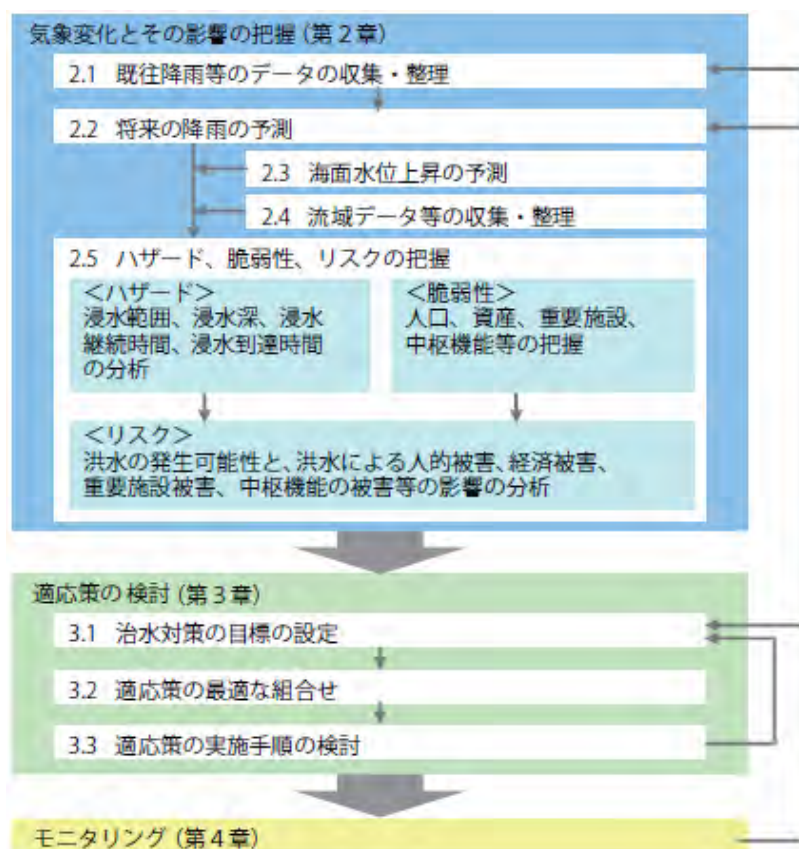 気象変化とその影響の把握（第２章）
2.1 既往降雨等のデータの収集・整理
2.2 将来の降雨の予測
2.3 海面水位上昇の予測
2.4 流域データ等の収集・整理
2.5 ハザード、脆弱性、リスクの把握
＜ハザード＞
浸水範囲、浸水深、浸水
継続時間、浸水到達時間
の分析
＜脆弱性＞
人口、資産、重要施設、
中枢機能等の把握
＜リスク＞
洪水の発生可能性と、洪水による人的被害、経済被害、
重要施設被害、中枢機能の被害等の影響の分析
適応策の検討（第３章）
3.1 治水対策の目標の設定
3.2 適応策の最適な組合せ
3.3 適応策の実施手順の検討
モニタリング（第４章）